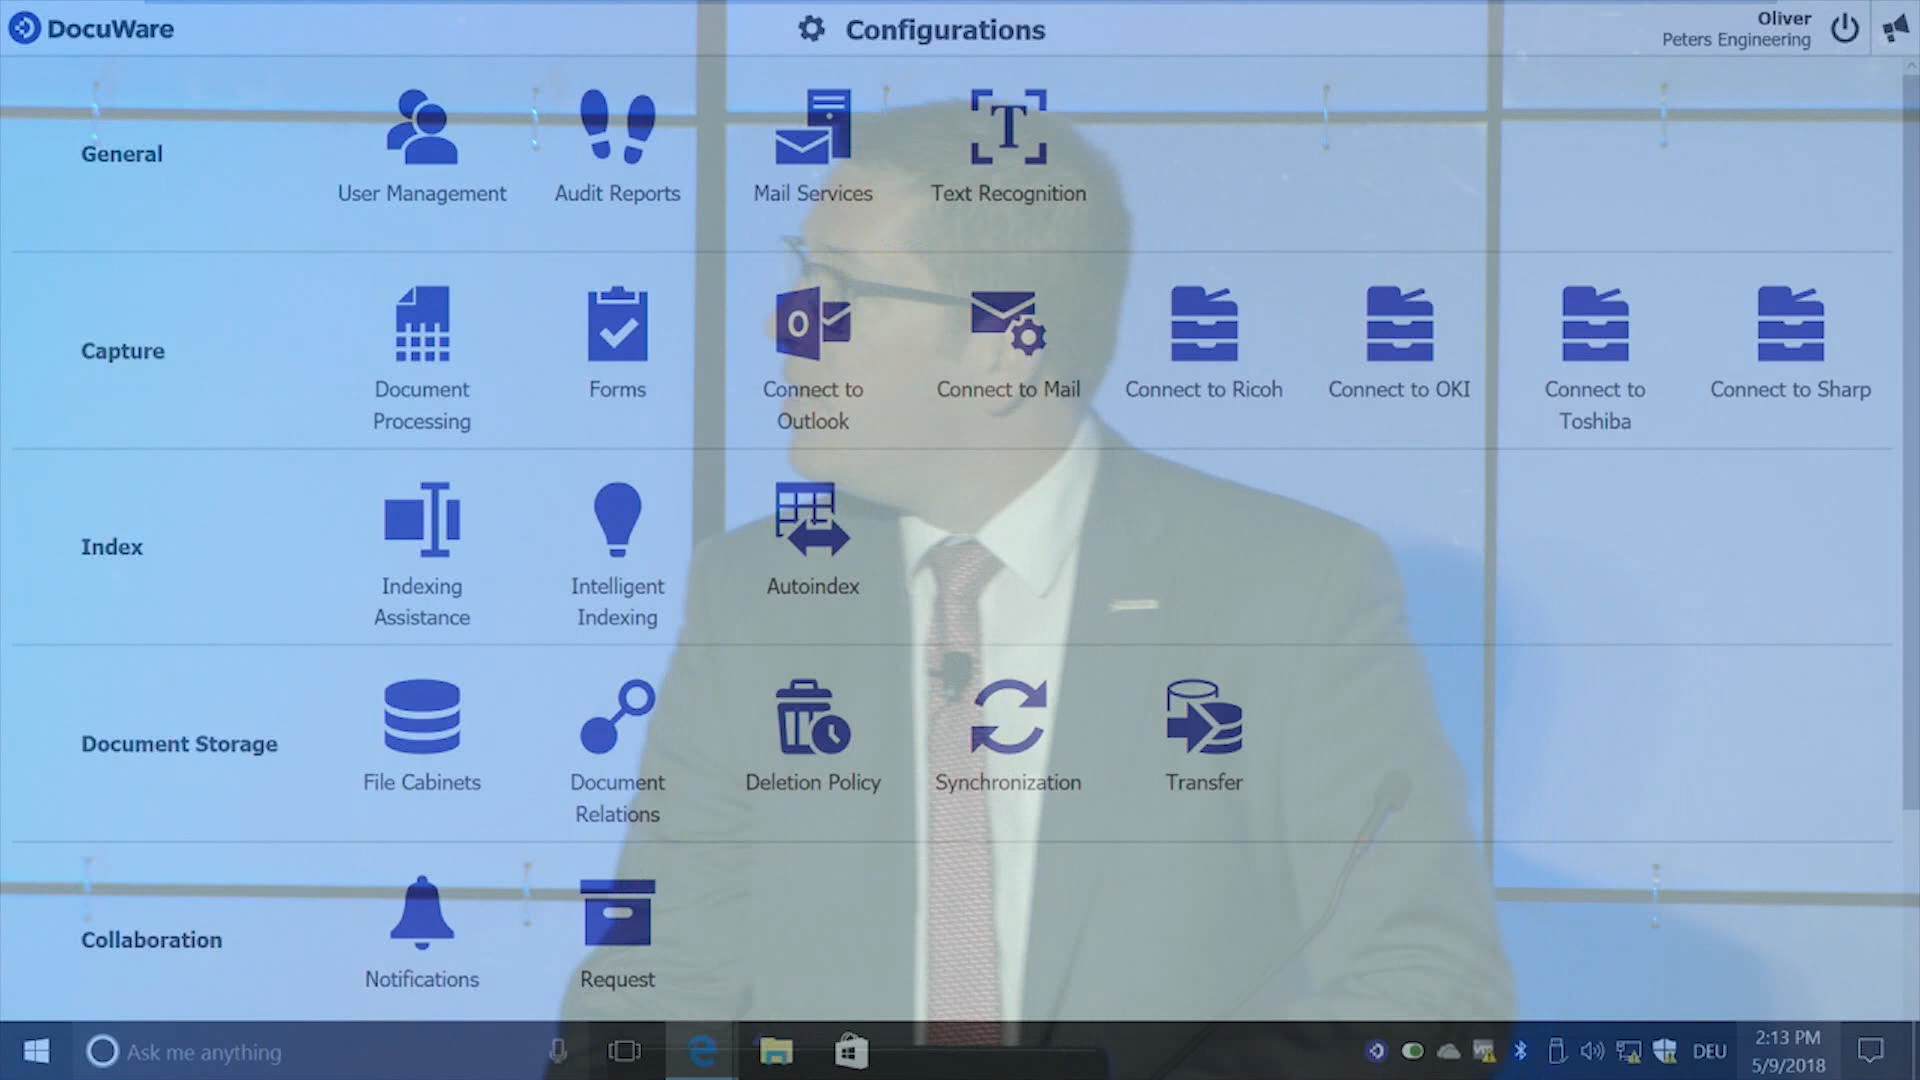 DocuWare
Configurations
Oliver
Peters Engineering
General
User Management
Audit Reports
Mail Services
T
Text Recognition
Capture
Document
Processing
Forms
Connect to
Outlook
Connect to Mail
Connect to Ricoh
Connect to OKI
Connect to
Toshiba
Connect to Sharp
Index
Indexing
Assistance
Intelligent
Indexing
Autoindex
Document Storage
File Cabinets
Document
Relations
Deletion Policy
Synchronization
Transfer
Collaboration
Notifications
Request
Ask me anything
DEU
2:13 PM
5/9/2018